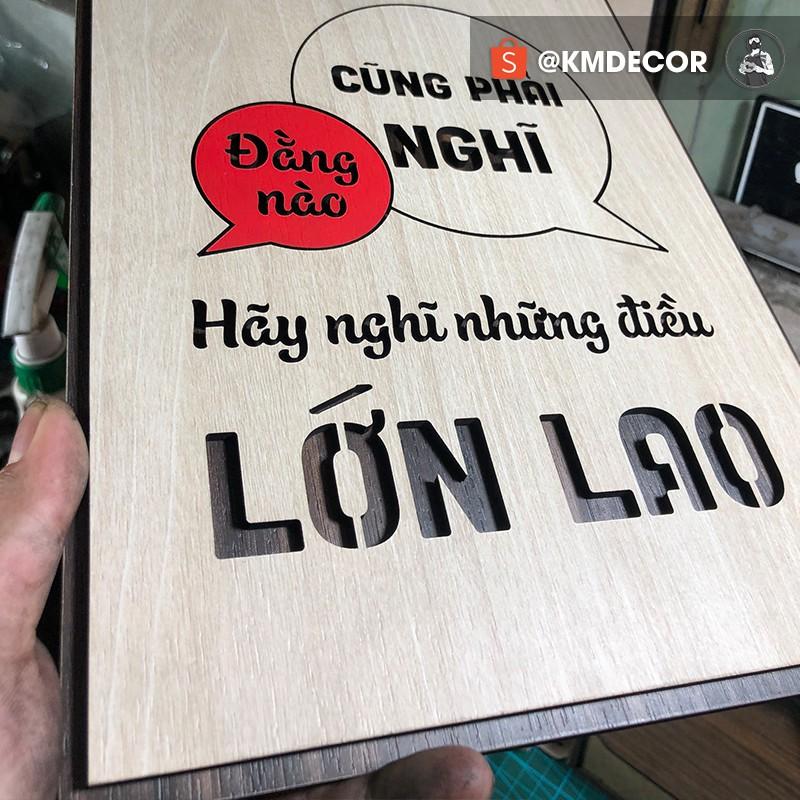 @KMDECOR
Đằng
nào
CŨNG PHẢI
NGHĨ
Hãy nghĩ những điều
LỚN LAO